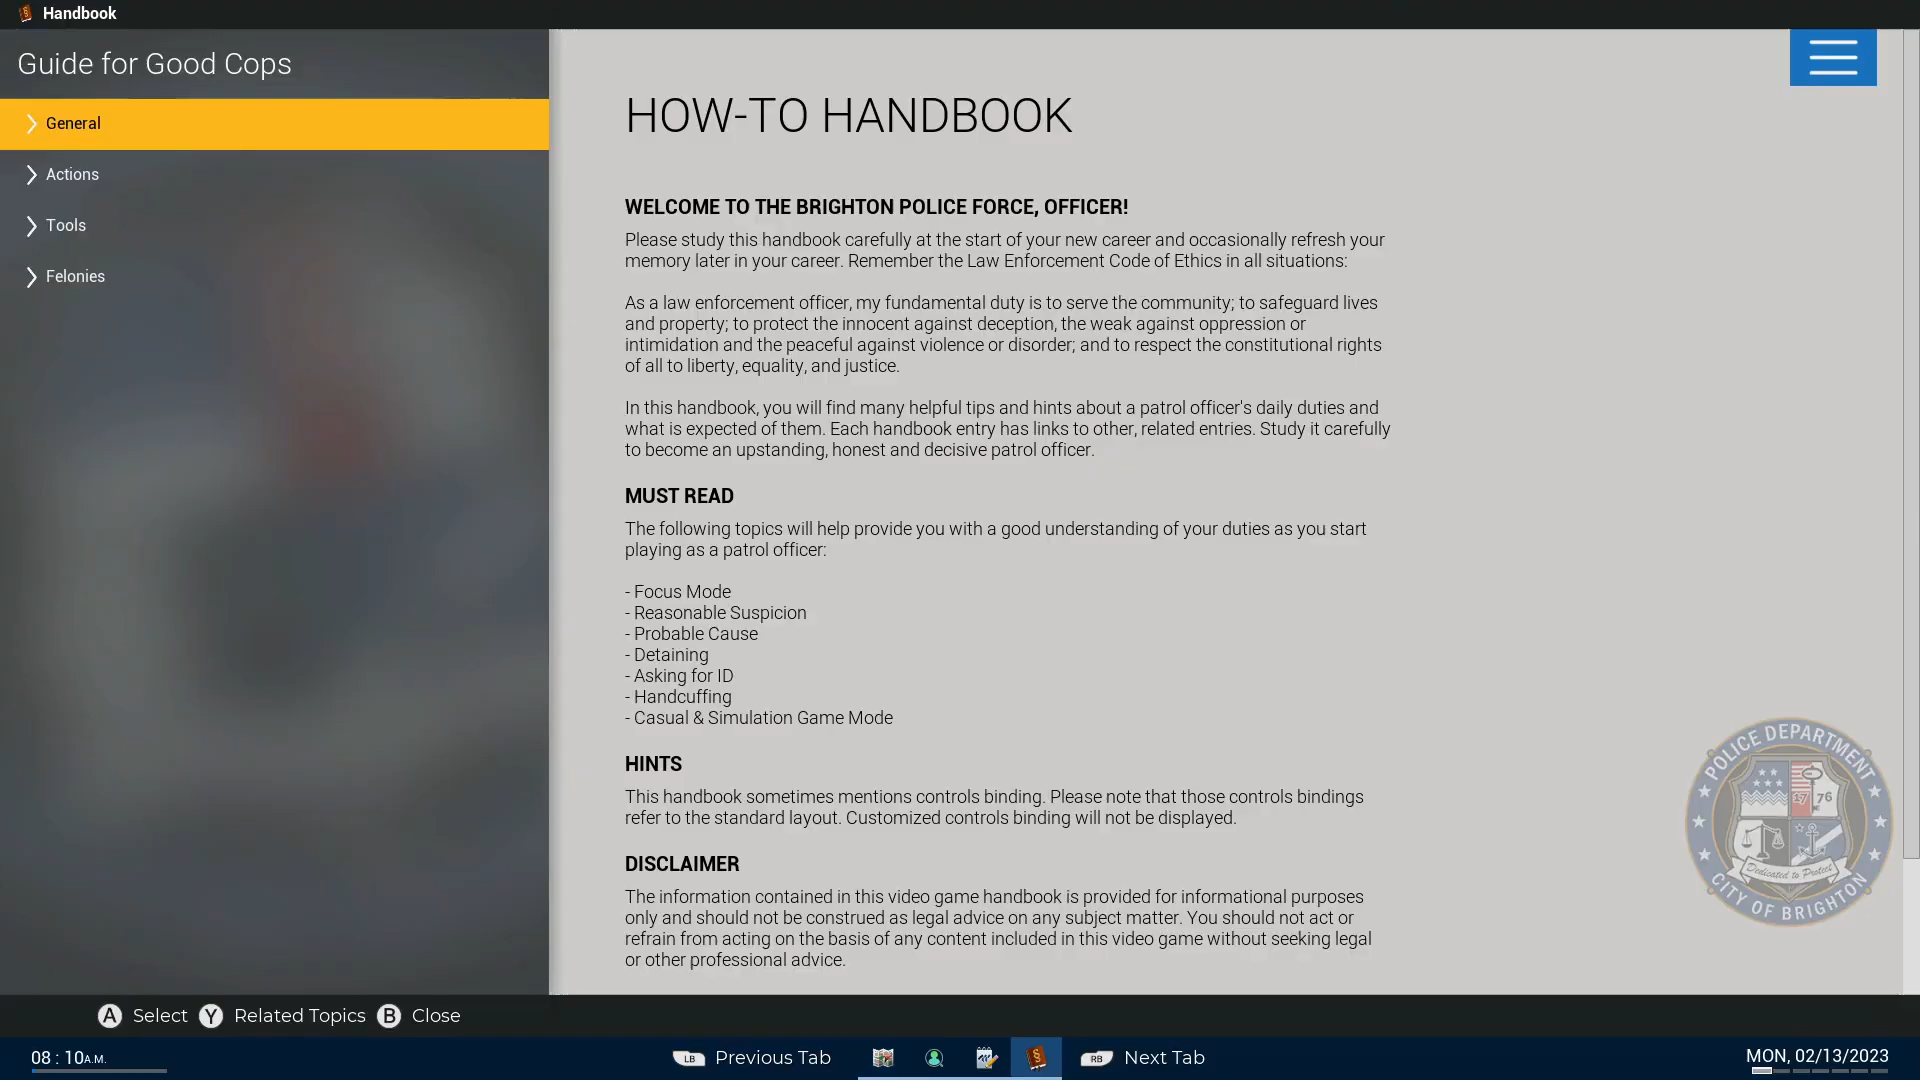 Handbook
Guide for Good Cops
General
Actions
Tools
Felonies
HOW-TO HANDBOOK
WELCOME TO THE BRIGHTON POLICE FORCE, OFFICER!
Please study this handbook carefully at the start of your new career and occasionally refresh your
memory later in your career. Remember the Law Enforcement Code of Ethics in all situations:
As a law enforcement officer, my fundamental duty is to serve the community; to safeguard lives
and property; to protect the innocent against deception, the weak against oppression or
intimidation and the peaceful against violence or disorder; and to respect the constitutional rights
of all to liberty, equality, and justice.
In this handbook, you will find many helpful tips and hints about a patrol officer's daily duties and
what is expected of them. Each handbook entry has links to other, related entries. Study it carefully
to become an upstanding, honest and decisive patrol officer.
MUST READ
The following topics will help provide you with a good understanding of your duties as you start
playing as a patrol officer:
- Focus Mode
- Reasonable Suspicion
- Probable Cause
- Detaining
- Asking for ID
- Handcuffing
- Casual & Simulation Game Mode
HINTS
This handbook sometimes mentions controls binding. Please note that those controls bindings
refer to the standard layout. Customized controls binding will not be displayed.
DISCLAIMER
The information contained in this video game handbook is provided for informational purposes
only and should not be construed as legal advice on any subject matter. You should not act or
refrain from acting on the basis of any content included in this video game without seeking legal
or other professional advice.
POLICE DEPARTMENT
17 76
Dedicated to Protect
CITY OF BRIGHTON
A Select Y Related Topics B Close
08 : 10 A.M.
LB Previous Tab
§
RB Next Tab
MON, 02/13/2023